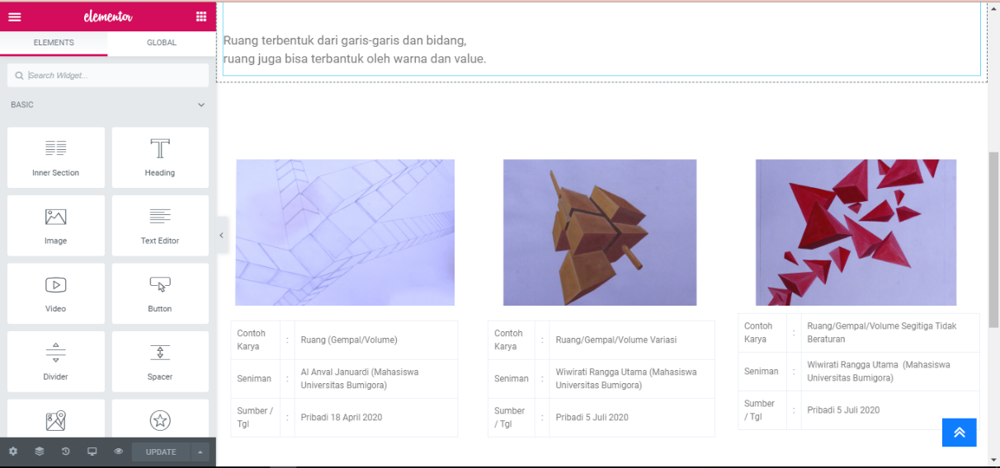 elementor
ELEMENTS
GLOBAL
Search Widget...
BASIC
Inner Section
Heading
Image
Text Editor
Video
Button
Divider
Spacer
UPDATE
Ruang terbentuk dari garis-garis dan bidang,
ruang juga bisa terbantuk oleh warna dan value.
Contoh
Karya
:
Ruang (Gempal/Volume)
Seniman
:
Al Anval Januardi (Mahasiswa
Universitas Bumigora)
Sumber /
Tgl
:
Pribadi 18 April 2020
Contoh
Karya
:
Ruang/Gempal/Volume Variasi
Seniman
:
Wiwirati Rangga Utama (Mahasiswa
Universitas Bumigora)
Sumber
/ Tgl
:
Pribadi 5 Juli 2020
Contoh
Karya
:
Ruang/Gempal/Volume Segitiga Tidak
Beraturan
Seniman
:
Wiwirati Rangga Utama (Mahasiswa
Universitas Bumigora)
Sumber
/ Tgl
:
Pribadi 5 Juli 2020